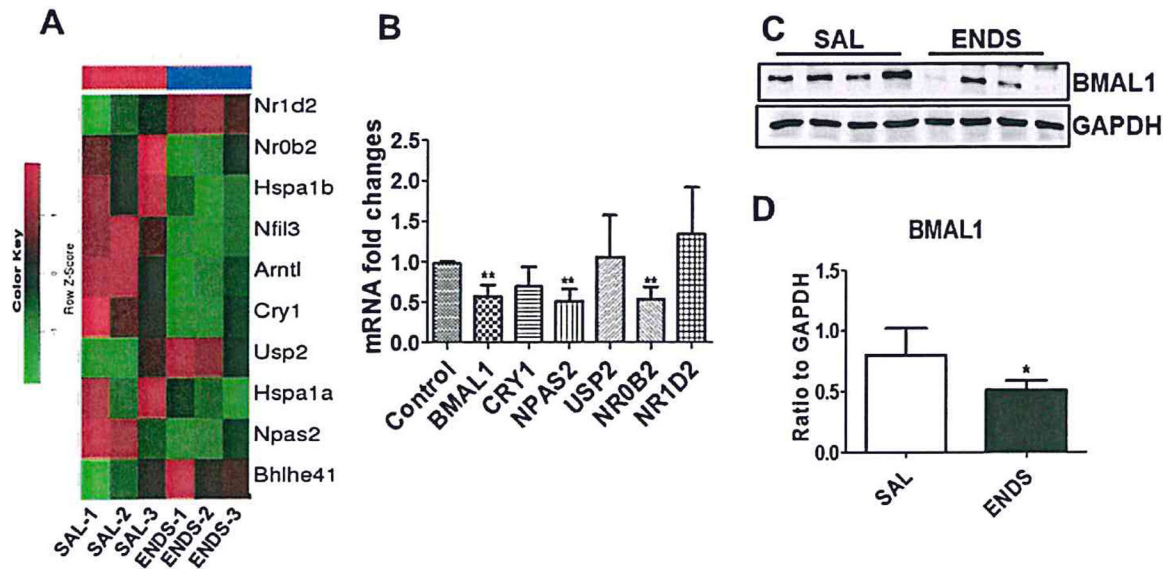 A
Color Key
Row Z-Score
1
0
-1
Nr1d2
Nr0b2
Hspa1b
Nfil3
Arntl
Cry1
Usp2
Hspa1a
Npas2
Bhlhe41
SAL-1
SAL-2
SAL-3
ENDS-1
ENDS-2
ENDS-3
B
mRNA fold changes
2.5
2.0
1.5
1.0
0.5
0.0
** ** **
Control
BMAL1
CRY1
NPAS2
USP2
NR0B2
NR1D2
C
SAL ENDS
BMAL1
GAPDH
D
BMAL1
Ratio to GAPDH
1.5
1.0
0.5
0.0
*
SAL
ENDS